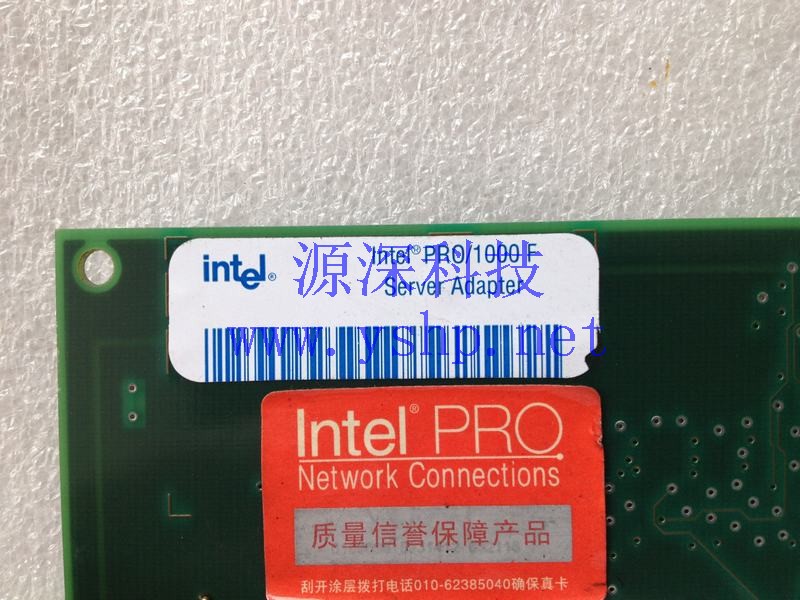 intel®
Intel® PRO/1000 F
Server Adapter
源深科技
www.yshp.net
Intel® PRO
Network Connections
质量信誉保障产品
刮开涂层拨打电话010-62385040确保真卡